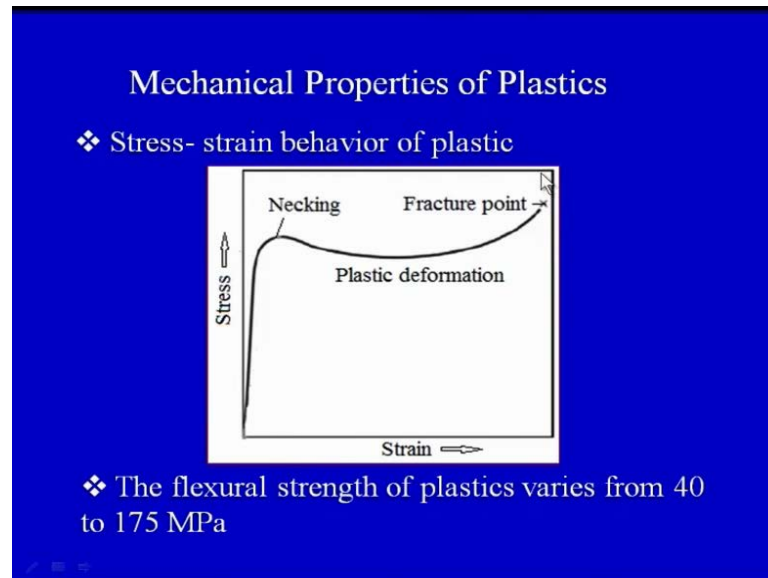 Mechanical Properties of Plastics
❖ Stress- strain behavior of plastic
Necking
Fracture point
Plastic deformation
Stress
Strain
❖ The flexural strength of plastics varies from 40
to 175 MPa